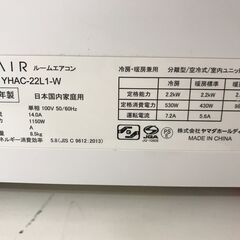 AIR ルームエアコン
YHAC-22L1-W
年製 日本国内家庭用
単相 100V 50/60Hz
14.0A
1150W
A
8.5kg
ネルギー消費効率 5.8 (JIS C 9612:2013)
冷房・暖房兼用 分離型/空冷式/室内ユニッ
冷房・暖房標準
定格能力 2.2kW 2.2kW
定格消費電力 530W 430W
運転電流 7.2A 5.6A
JQA
株式会社ヤマダホールディ
MADE IN CHINA